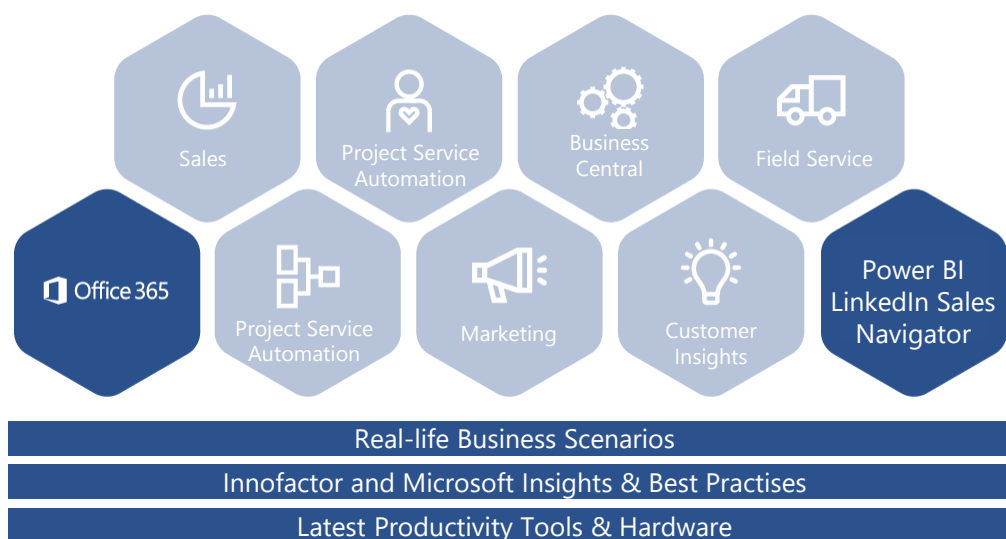 Sales
Project Service
Automation
Business
Central
Field Service
Office 365
Project Service
Automation
Marketing
Customer
Insights
Power BI
LinkedIn Sales
Navigator
Real-life Business Scenarios
Innofactor and Microsoft Insights & Best Practises
Latest Productivity Tools & Hardware